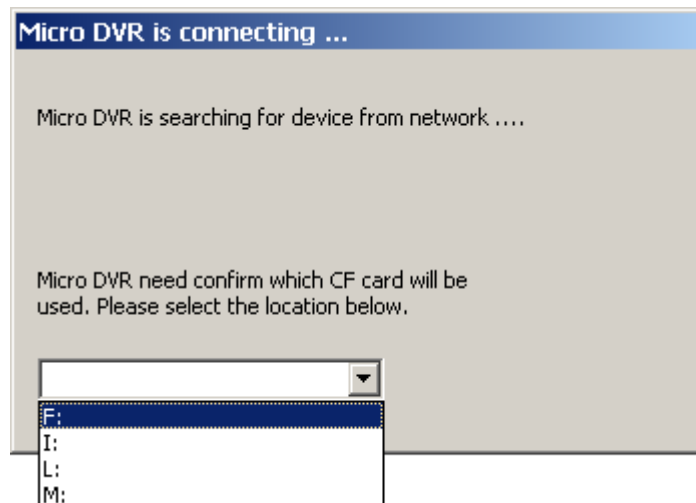 Micro DVR is connecting ...
Micro DVR is searching for device from network ....
Micro DVR need confirm which CF card will be
used. Please select the location below.
F:
I:
L:
M: